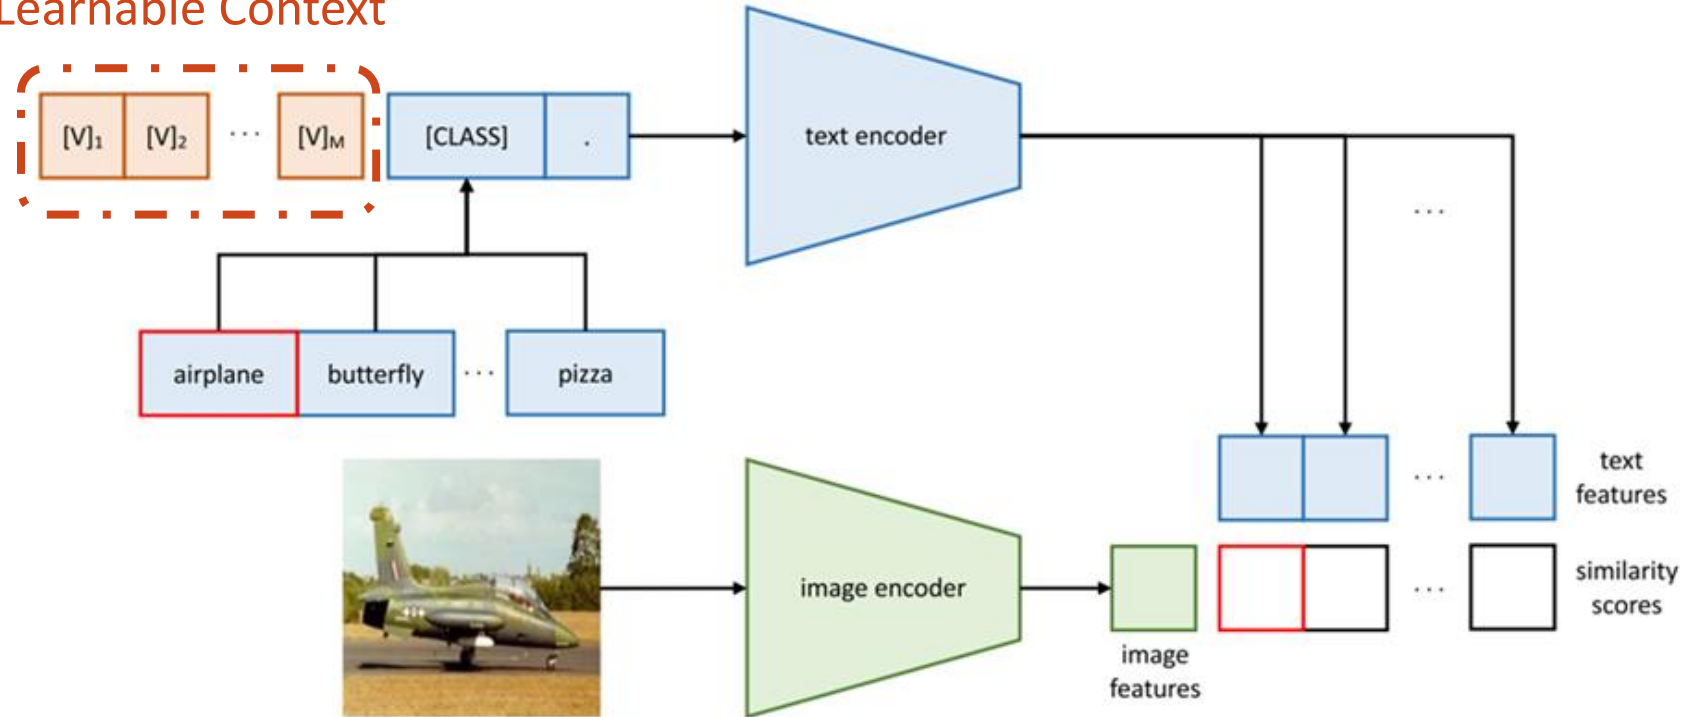 Learnable Context
[V]1 [V]2 ... [V]M [CLASS] .
text encoder
...
airplane butterfly ... pizza
...
text
features
image encoder
...
similarity
scores
image
features